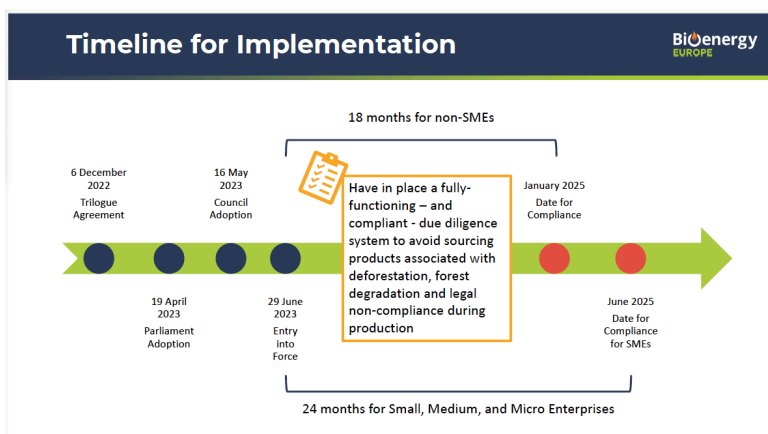 Timeline for Implementation
Bioenergy
EUROPE
18 months for non-SMEs
6 December
2022
Trilogue
Agreement
16 May
2023
Council
Adoption
Have in place a fully-
functioning – and
compliant - due diligence
system to avoid sourcing
products associated with
deforestation, forest
degradation and legal
non-compliance during
production
January 2025
Date for
Compliance
19 April
2023
Parliament
Adoption
29 June
2023
Entry
into
Force
June 2025
Date for
Compliance
for SMEs
24 months for Small, Medium, and Micro Enterprises